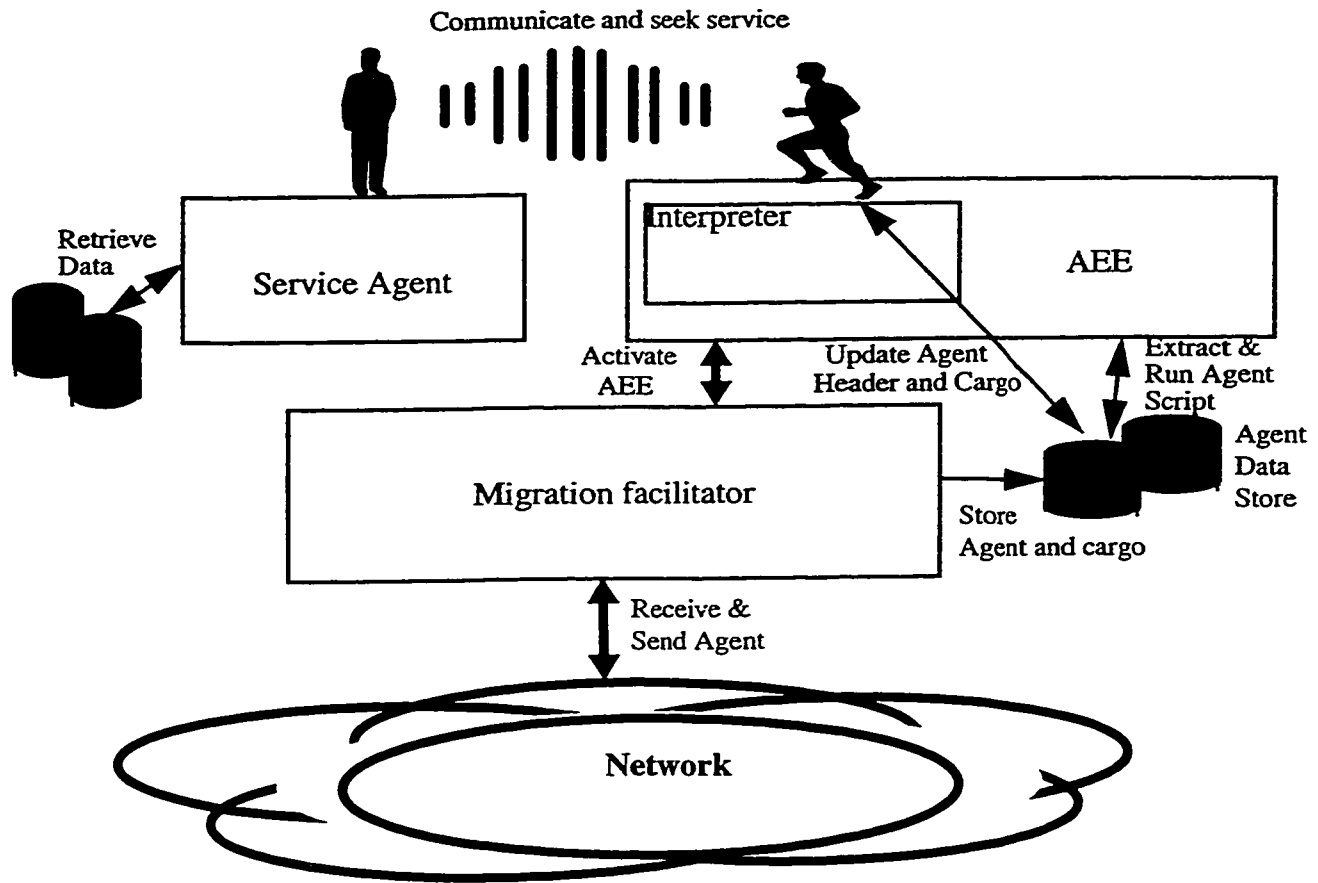 Communicate and seek service
Interpreter
Retrieve
Data
Service Agent
AEE
Activate
AEE
Update Agent
Header and Cargo
Extract &
Run Agent
Script
Agent
Data
Store
Migration facilitator
Store
Agent and cargo
Receive &
Send Agent
Network